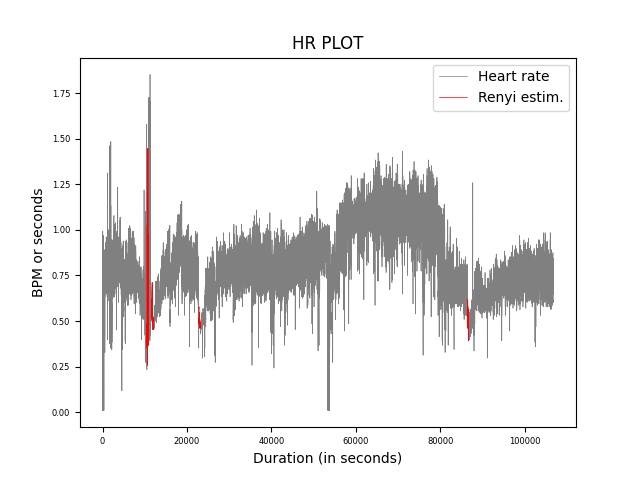 HR PLOT
Heart rate
Renyi estim.
BPM or seconds
1.75
1.50
1.25
1.00
0.75
0.50
0.25
0.00
0 20000 40000 60000 80000 100000
Duration (in seconds)